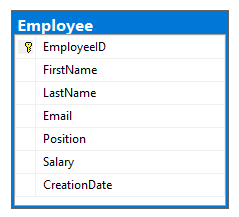 Employee
EmployeeID
FirstName
LastName
Email
Position
Salary
CreationDate